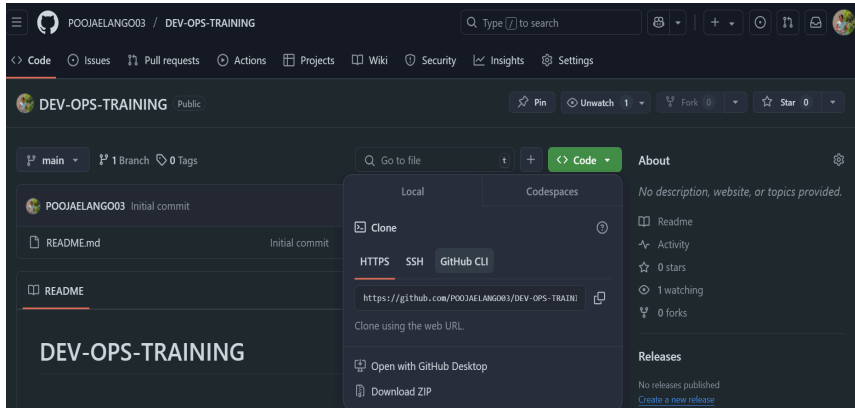 POOJAELANGO03 / DEV-OPS-TRAINING
Type / to search
<> Code Issues Pull requests Actions Projects Wiki Security Insights Settings
DEV-OPS-TRAINING Public
Pin Unwatch 1 Fork 0 Star 0
main 1 Branch 0 Tags
Go to file t + <> Code
POOJAELANGO03 Initial commit
README.md Initial commit
README
DEV-OPS-TRAINING
Local Codespaces
Clone
HTTPS SSH GitHub CLI
https://github.com/POOJAELANGO03/DEV-OPS-TRAINI
Clone using the web URL.
Open with GitHub Desktop
Download ZIP
About
No description, website, or topics provided.
Readme
Activity
0 stars
1 watching
0 forks
Releases
No releases published
Create a new release